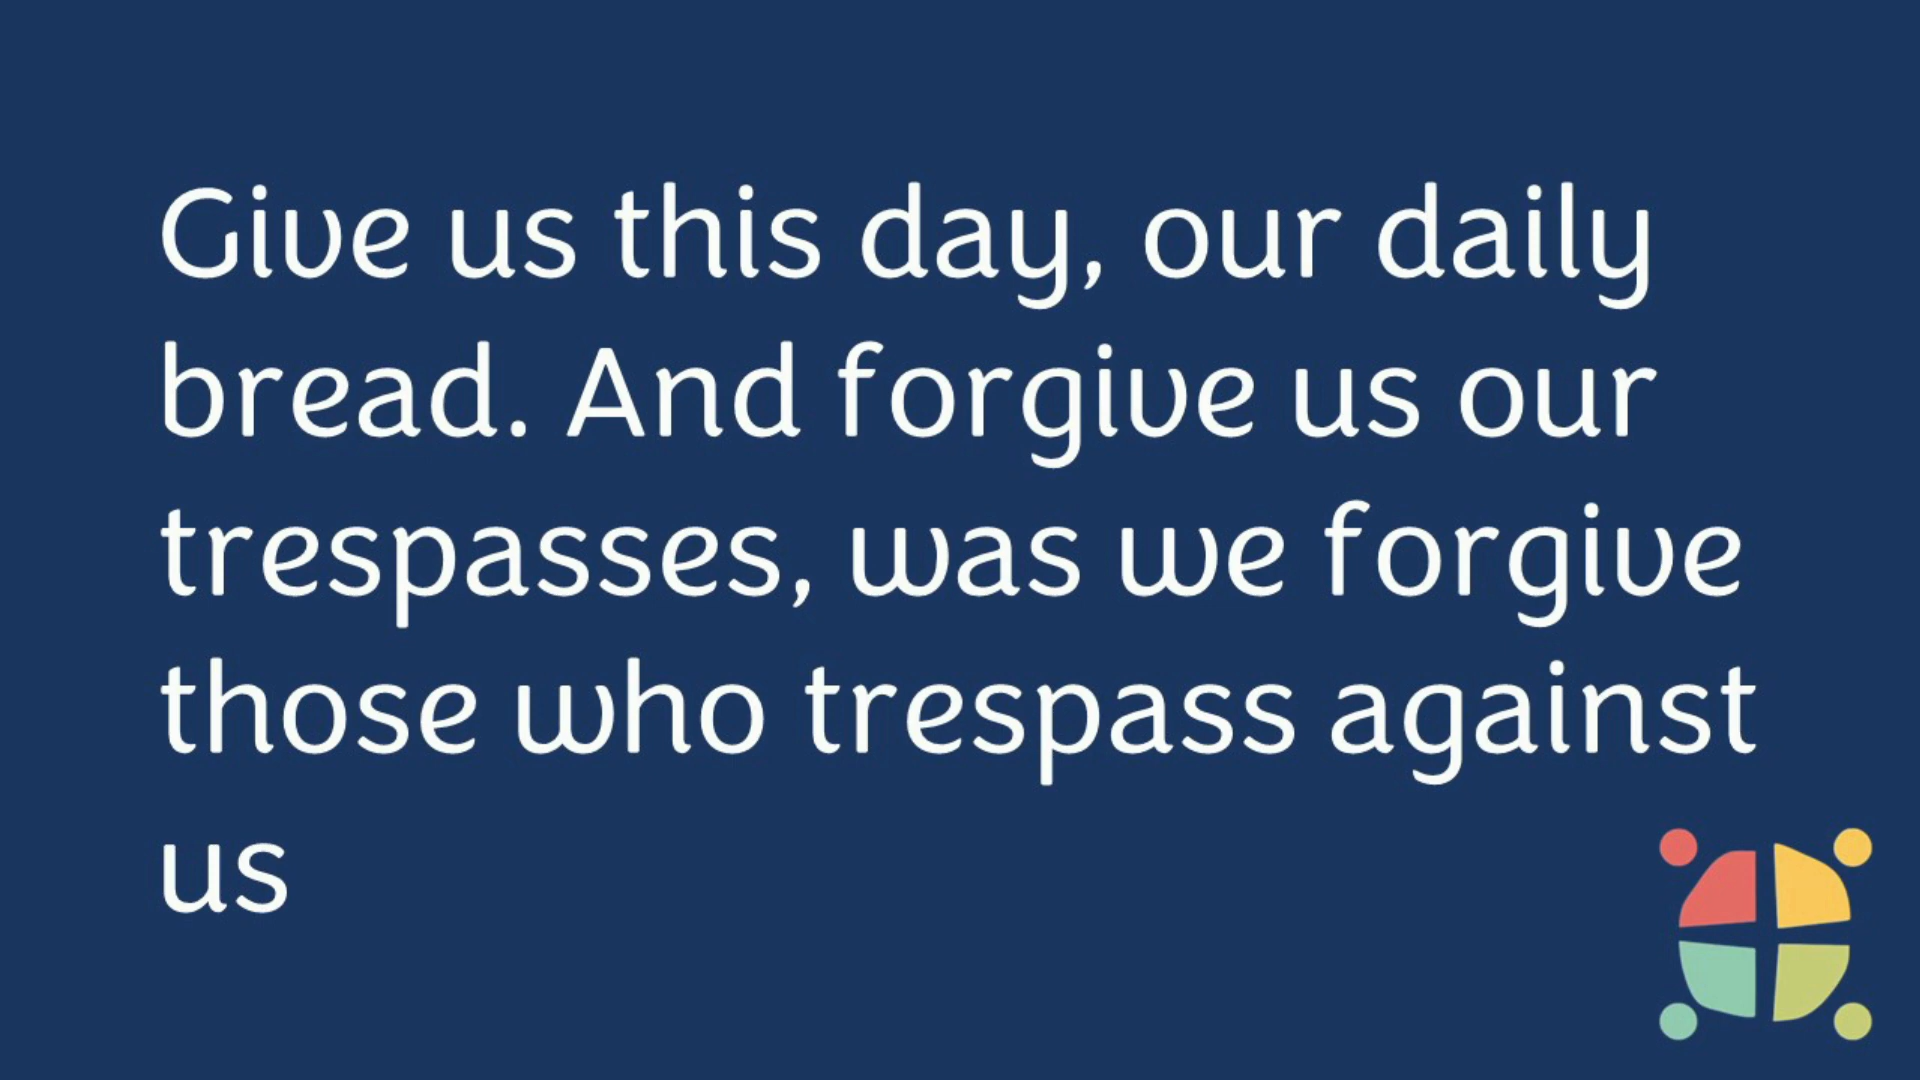 Give us this day, our daily
bread. And forgive us our
trespasses, was we forgive
those who trespass against
us